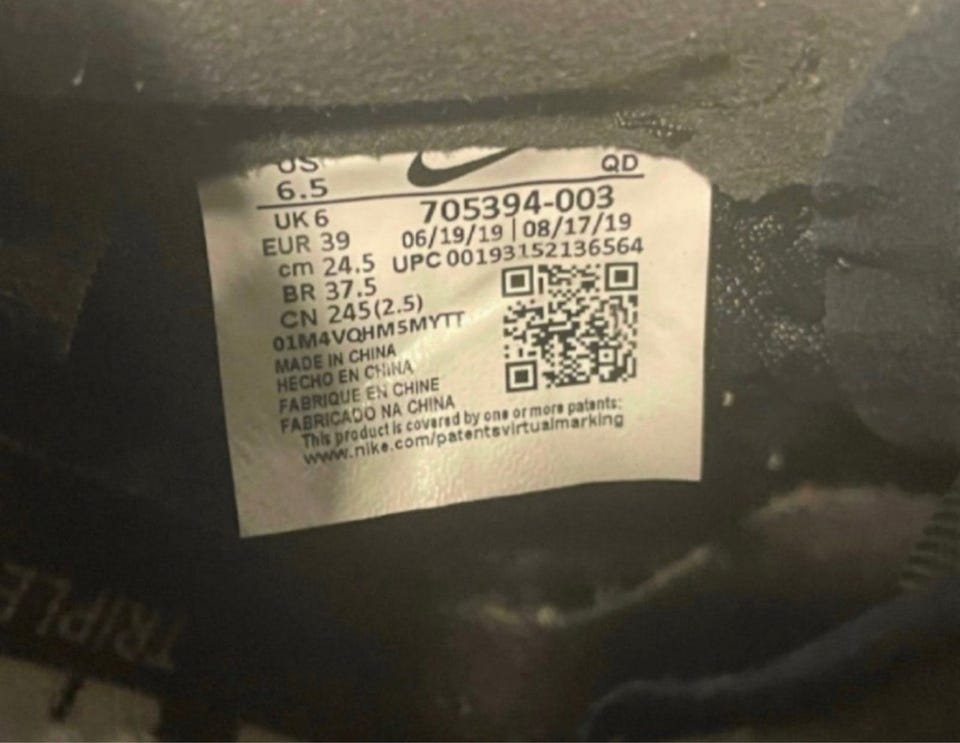 US
QD
6.5
UK 6
705394-003
EUR 39
06/19/19 | 08/17/19
cm 24.5
UPC 00193152136564
BR 37.5
CN 245(2.5)
01M4VQHM5MYTT
MADE IN CHINA
HECHO EN CHINA
FABRIQUE EN CHINE
FABRICADO NA CHINA
This product is covered by one or more patents:
www.nike.com/patentsvirtualmarking
TRIPLE